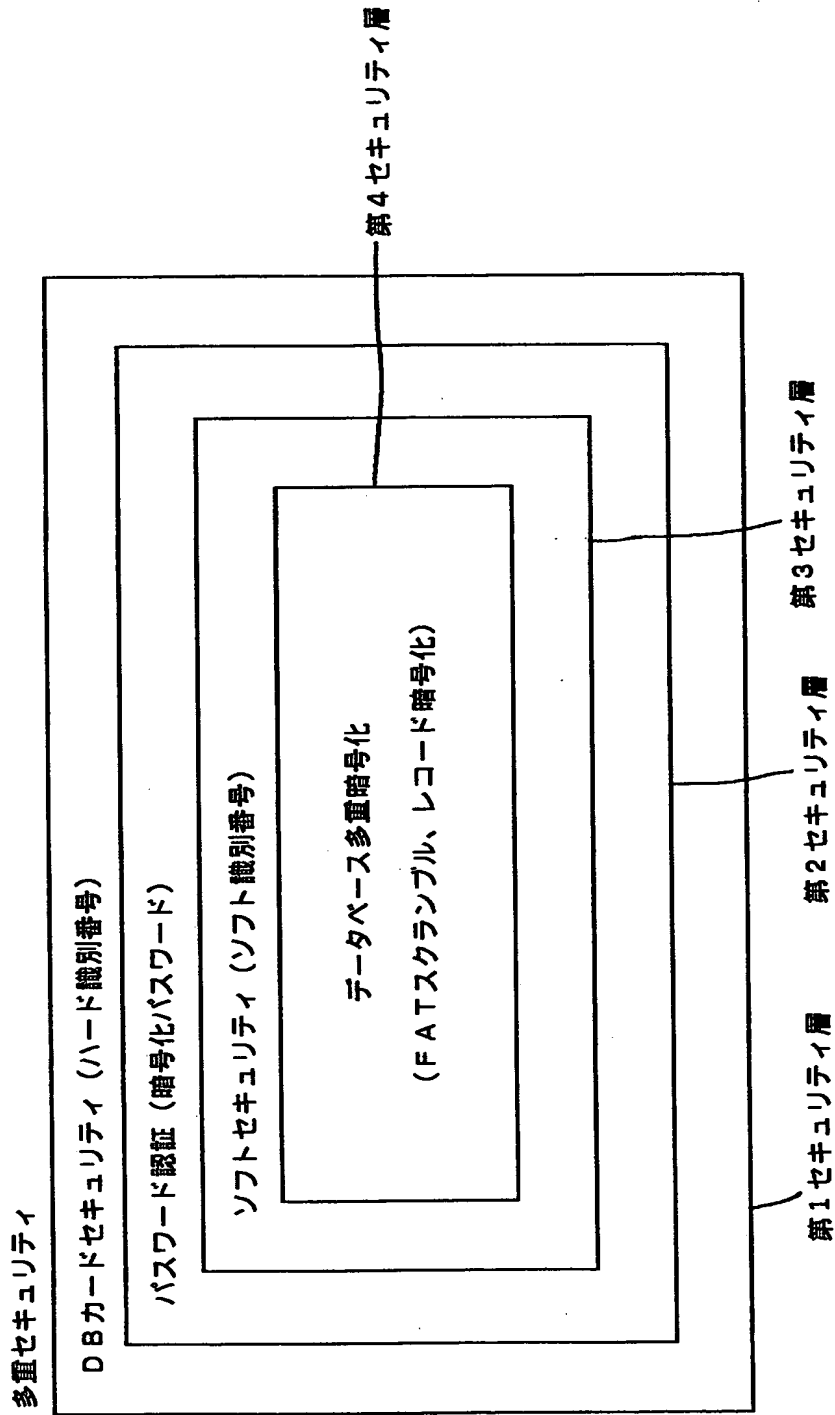 多重セキュリティ
DBカードセキュリティ（ハード識別番号）
パスワード認証（暗号化パスワード）
ソフトセキュリティ（ソフト識別番号）
データベース多重暗号化
（FATスクランブル、レコード暗号化）
第4セキュリティ層
第1セキュリティ層
第2セキュリティ層
第3セキュリティ層